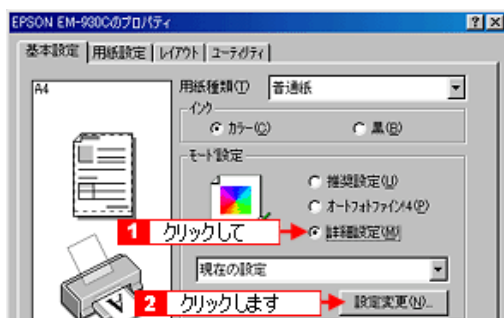 EPSON EM-930Cのプロパティ
基本設定 用紙設定 レイアウト ユーティリティ
A4
用紙種類(T) 普通紙
インク
カラー(C) 黒(B)
モード設定
推奨設定(U)
オートフォトファイン!4(P)
1 クリックして 詳細設定(M)
現在の設定
2 クリックします 設定変更(N)...